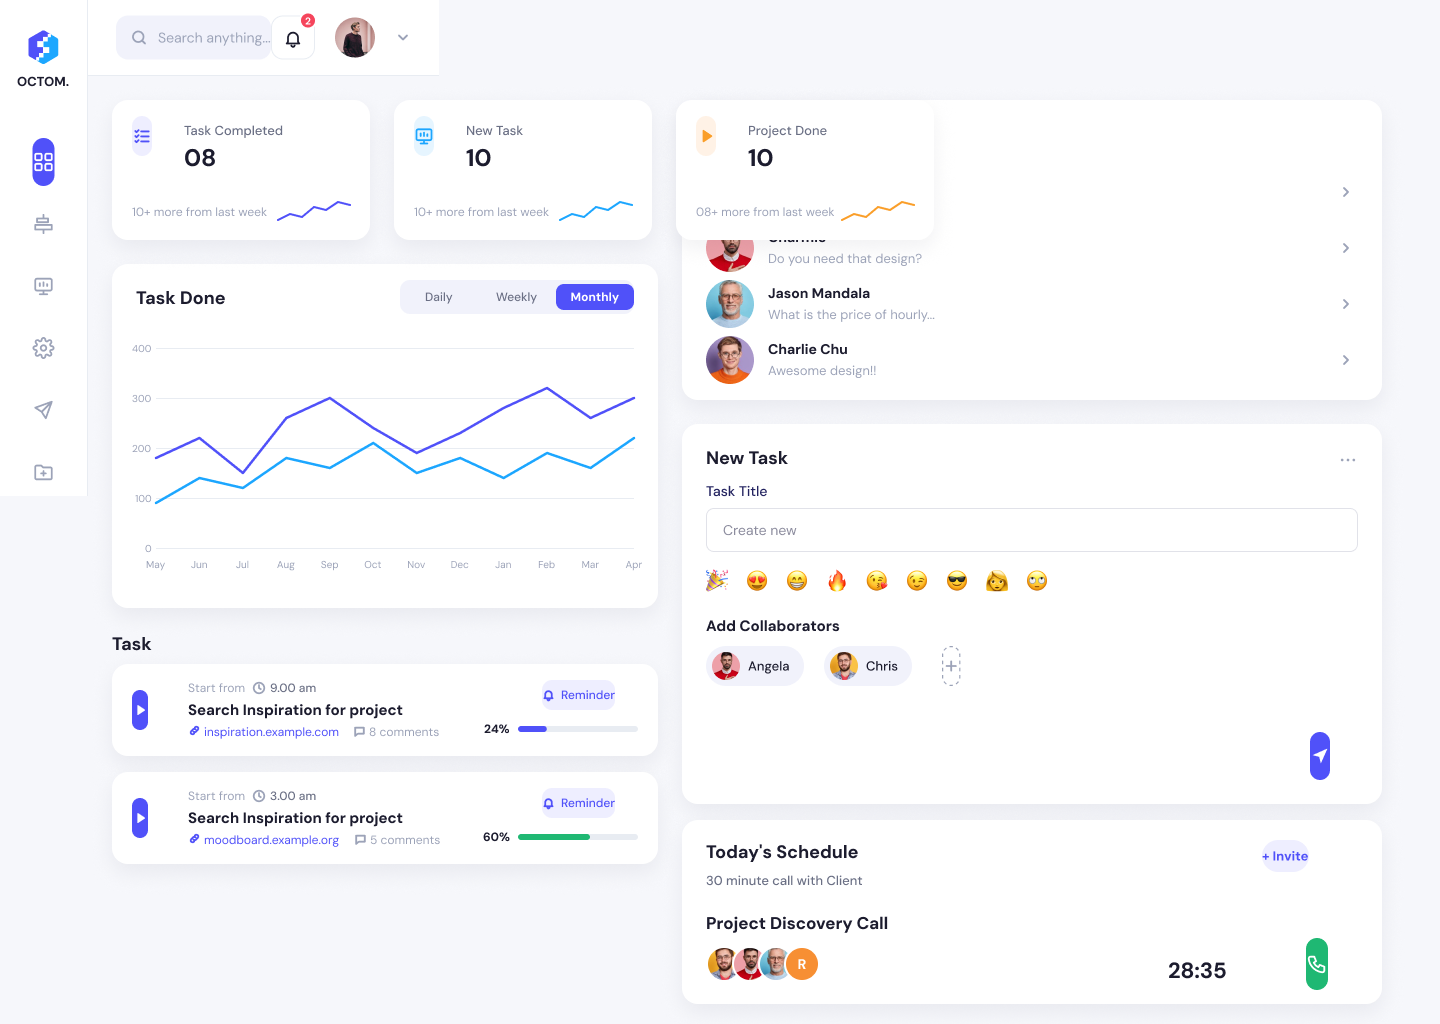 Search anything...
2
OCTOM.
Task Completed
08
10+ more from last week
New Task
10
10+ more from last week
Project Done
10
08+ more from last week
Do you need that design?
Jason Mandala
What is the price of hourly...
Charlie Chu
Awesome design!!
Task Done
Daily
Weekly
Monthly
400
300
200
100
0
May Jun Jul Aug Sep Oct Nov Dec Jan Feb Mar Apr
New Task
Task Title
Create new
Add Collaborators
Angela
Chris
Task
Start from 9.00 am
Search Inspiration for project
inspiration.example.com 8 comments
Reminder
24%
Start from 3.00 am
Search Inspiration for project
moodboard.example.org 5 comments
Reminder
60%
Today's Schedule
+ Invite
30 minute call with Client
Project Discovery Call
R
28:35